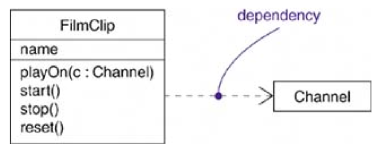 dependency
FilmClip
name
playOn(c : Channel)
start()
stop()
reset()
Channel